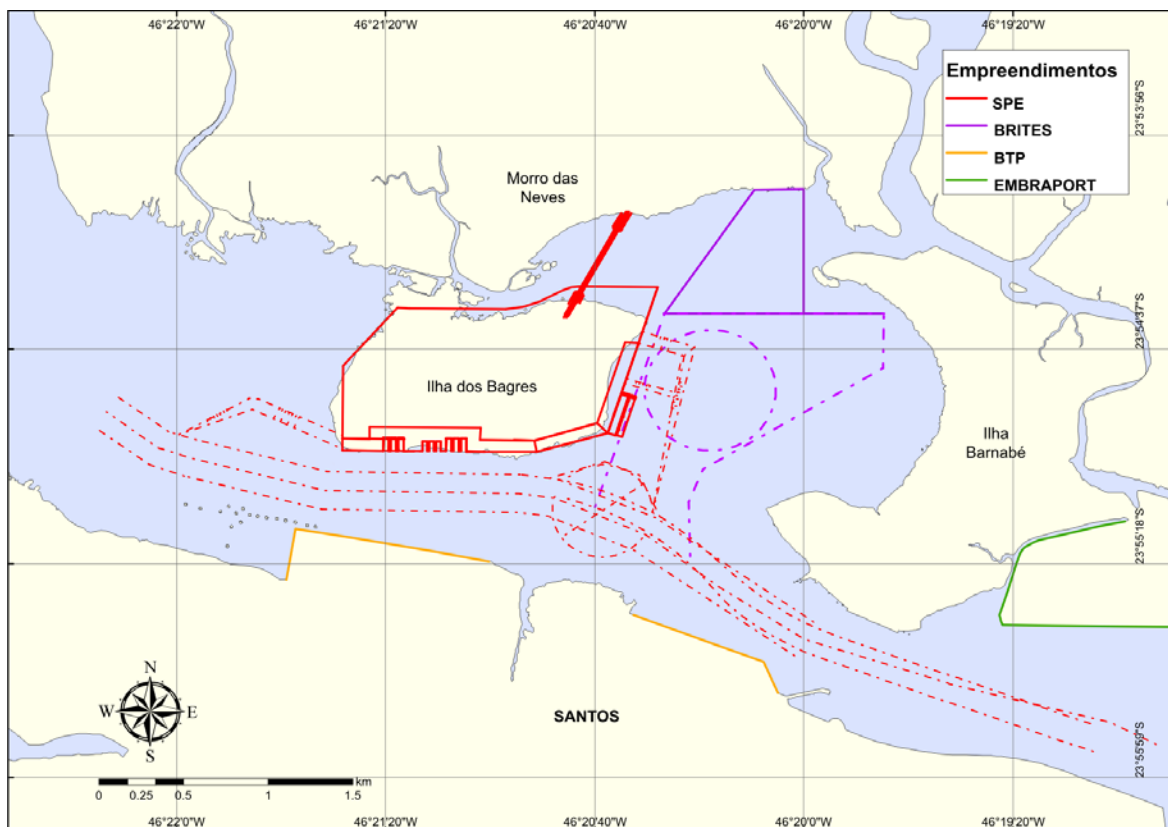 46°22'0"W
46°21'20"W
46°20'40"W
46°20'0"W
46°19'20"W
Empreendimentos
SPE
BRITES
BTP
EMBRAPORT
23°53'56"S
Morro das
Neves
23°54'37"S
Ilha dos Bagres
Ilha
Barnabé
23°55'18"S
SANTOS
N
W
E
S
23°55'59"S
km
0
0.25
0.5
1
1.5
46°22'0"W
46°21'20"W
46°20'40"W
46°20'0"W
46°19'20"W